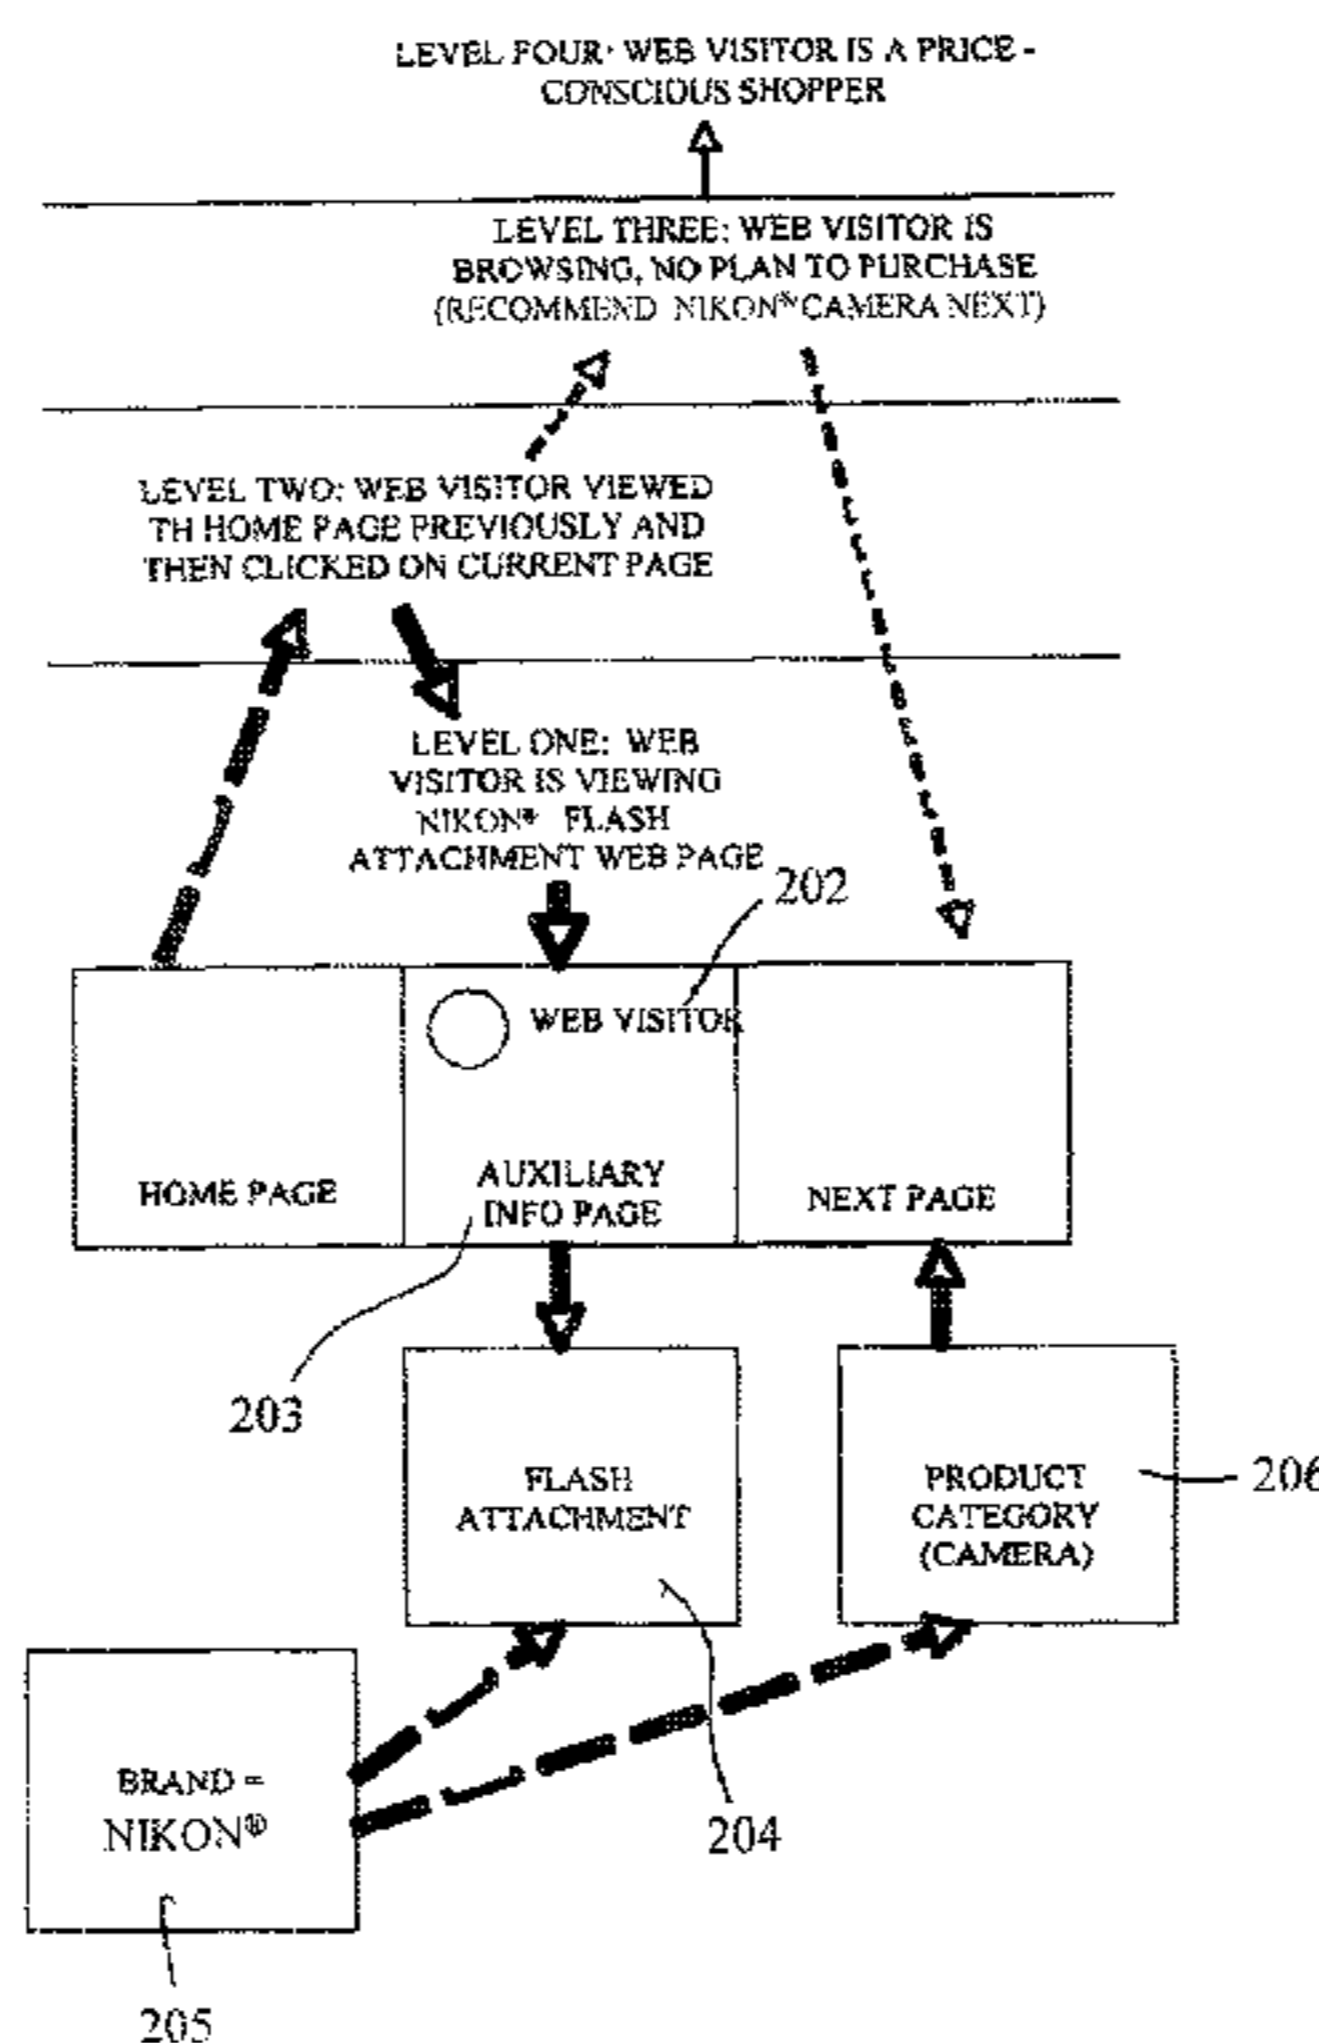 LEVEL FOUR: WEB VISITOR IS A PRICE-
CONSCIOUS SHOPPER
LEVEL THREE: WEB VISITOR IS
BROWSING, NO PLAN TO PURCHASE
(RECOMMEND NIKON® CAMERA NEXT)
LEVEL TWO: WEB VISITOR VIEWED
TH HOME PAGE PREVIOUSLY AND
THEN CLICKED ON CURRENT PAGE
LEVEL ONE: WEB
VISITOR IS VIEWING
NIKON® FLASH
ATTACHMENT WEB PAGE
202
WEB VISITOR
HOME PAGE
AUXILIARY
INFO PAGE
NEXT PAGE
203
FLASH
ATTACHMENT
PRODUCT
CATEGORY
(CAMERA)
206
BRAND =
NIKON®
204
205